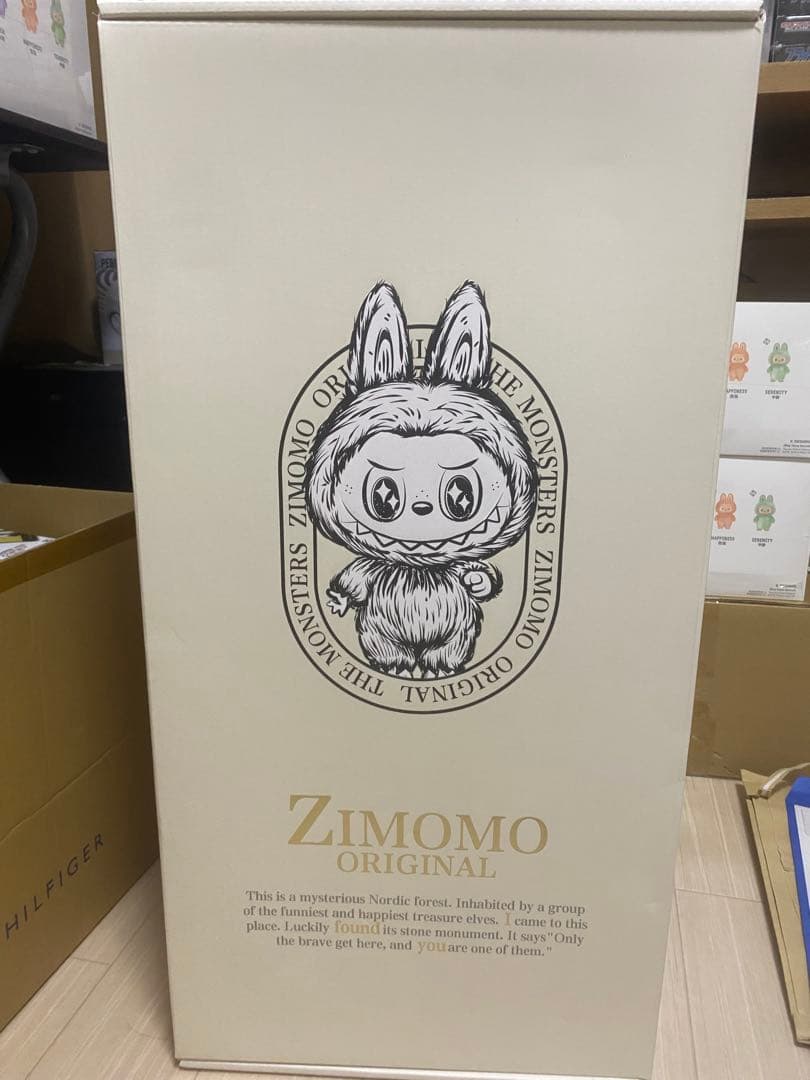 HAPPINESS
SERENITY
HAPPINESS
SERENITY
ZIMOMO ORIGINAL THE MONSTERS ZIMOMO ORIGINAL THE MONSTERS
ZIMOMO
ORIGINAL
This is a mysterious Nordic forest. Inhabited by a group
of the funniest and happiest treasure elves. I came to this
place. Luckily found its stone monument. It says"Only
the brave get here, and you are one of them."
HILFIGER